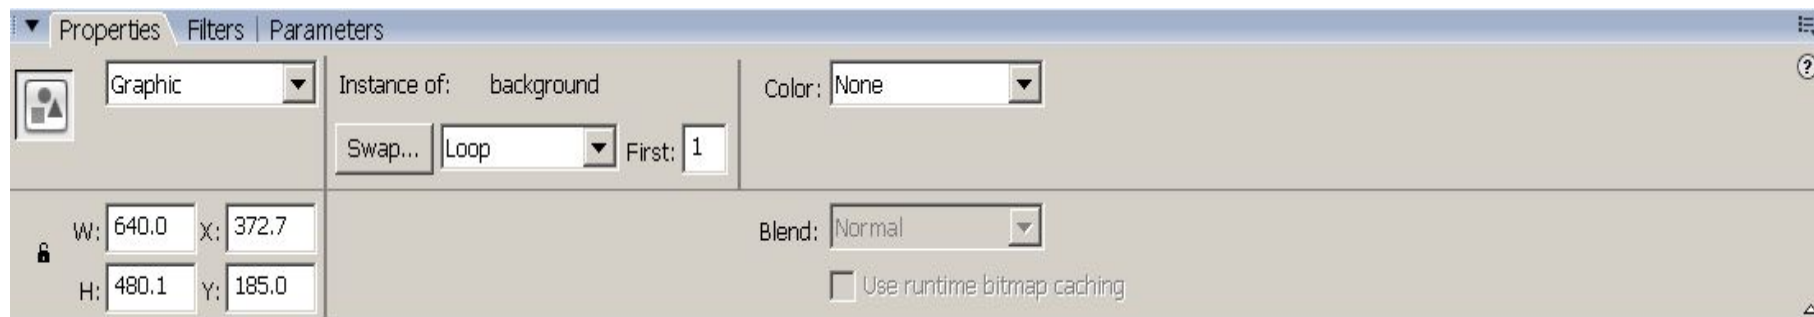 Properties Filters | Parameters
Graphic Instance of: background Color: None
Swap... Loop First: 1
W: 640.0 X: 372.7 Blend: Normal
H: 480.1 Y: 185.0 Use runtime bitmap caching